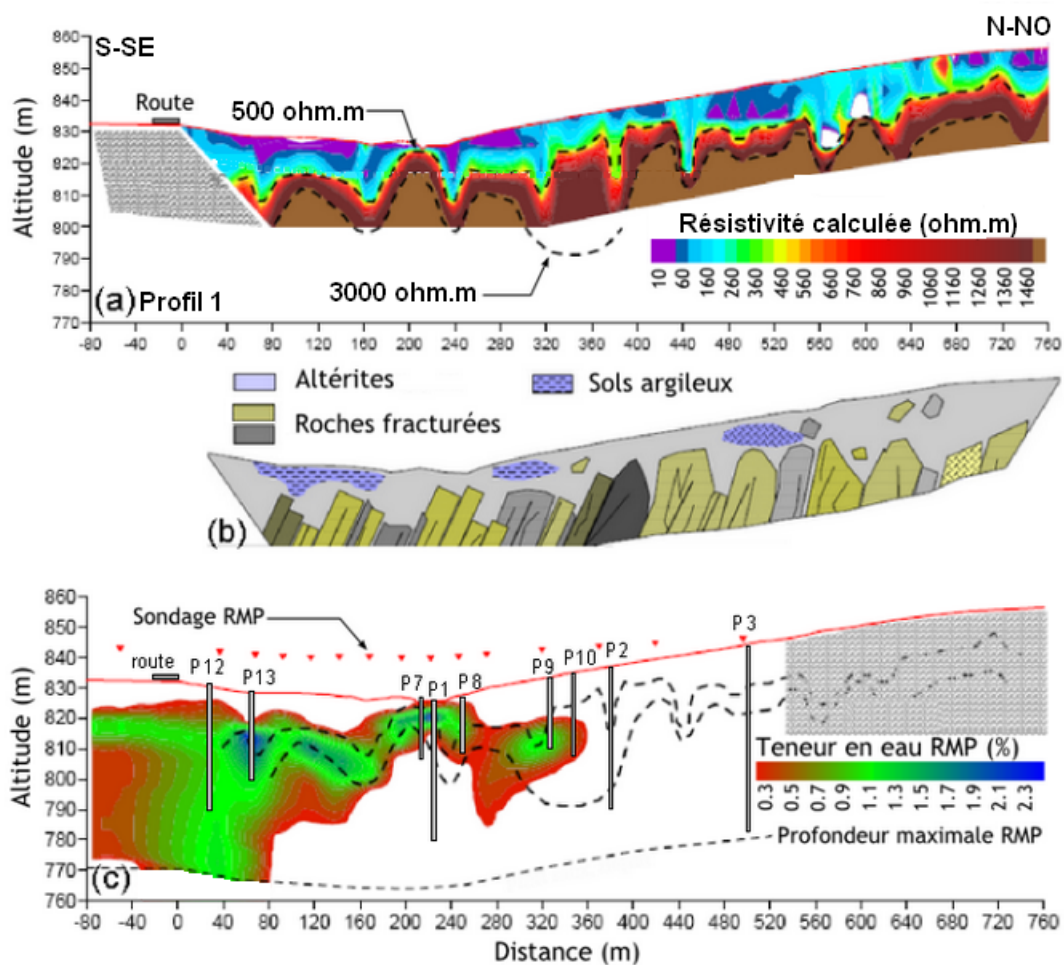 860
850
840
830
820
810
800
790
780
770
Altitude (m)
S-SE
N-NO
Route
500 ohm.m
3000 ohm.m
Résistivité calculée (ohm.m)
10 60 160 260 360 460 560 660 760 860 960 1060 1160 1260 1360 1460
(a) Profil 1
-80 -40 0 40 80 120 160 200 240 280 320 360 400 440 480 520 560 600 640 680 720 760
Altérites
Sols argileux
Roches fracturées
(b)
860
850
840
830
820
810
800
790
780
770
760
Altitude (m)
Sondage RMP
route
P12
P13
P7
P1
P8
P9
P10
P2
P3
Teneur en eau RMP (%)
0.3 0.5 0.7 0.9 1.1 1.3 1.5 1.7 1.9 2.1 2.3
Profondeur maximale RMP
(c)
-80 -40 0 40 80 120 160 200 240 280 320 360 400 440 480 520 560 600 640 680 720 760
Distance (m)